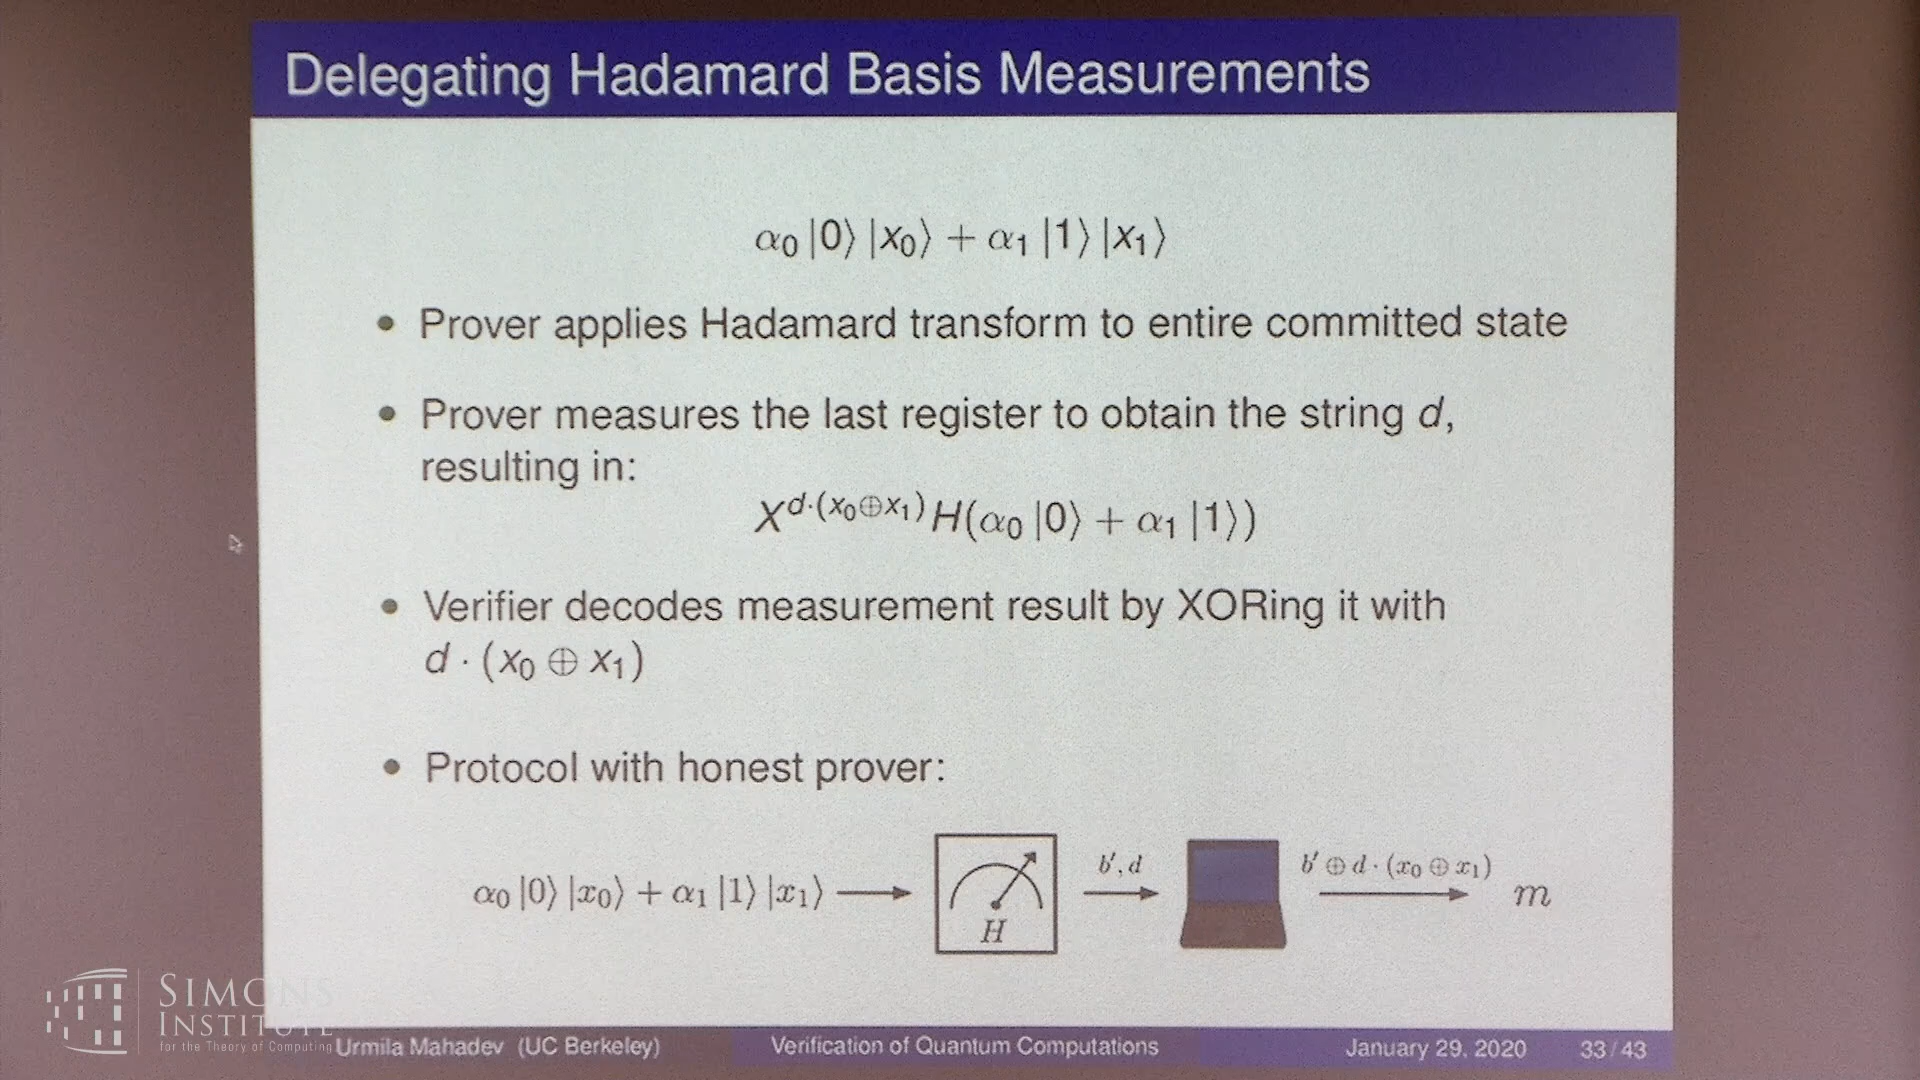 Delegating Hadamard Basis Measurements
α₀ |0⟩ |x₀⟩ + α₁ |1⟩ |x₁⟩
• Prover applies Hadamard transform to entire committed state
• Prover measures the last register to obtain the string d,
resulting in:
X^{d·(x₀⊕x₁)} H(α₀ |0⟩ + α₁ |1⟩)
• Verifier decodes measurement result by XORing it with
d · (x₀ ⊕ x₁)
• Protocol with honest prover:
α₀ |0⟩ |x₀⟩ + α₁ |1⟩ |x₁⟩
H
b′, d
b′ ⊕ d · (x₀ ⊕ x₁)
m
SIMONS
INSTITUTE
for the Theory of Computing
Urmila Mahadev (UC Berkeley)
Verification of Quantum Computations
January 29, 2020
33 / 43